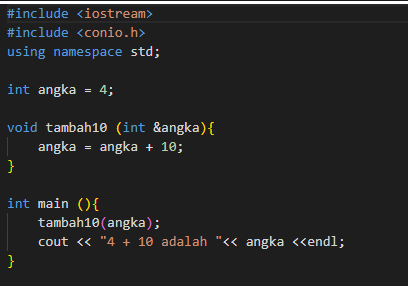 #include <iostream>
#include <conio.h>
using namespace std;
int angka = 4;
void tambah10 (int &angka){
angka = angka + 10;
}
int main (){
tambah10(angka);
cout << "4 + 10 adalah "<< angka <<endl;
}